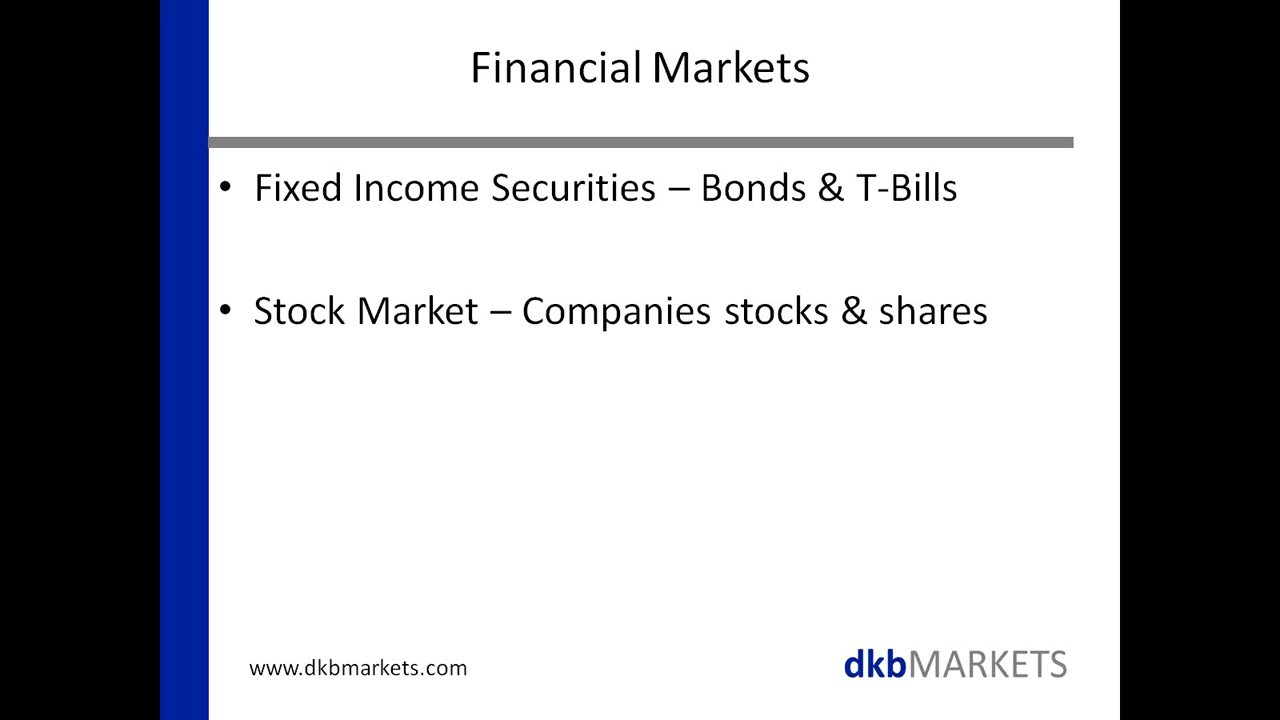 Financial Markets
• Fixed Income Securities – Bonds & T-Bills
• Stock Market – Companies stocks & shares
www.dkbmarkets.com
dkbMARKETS